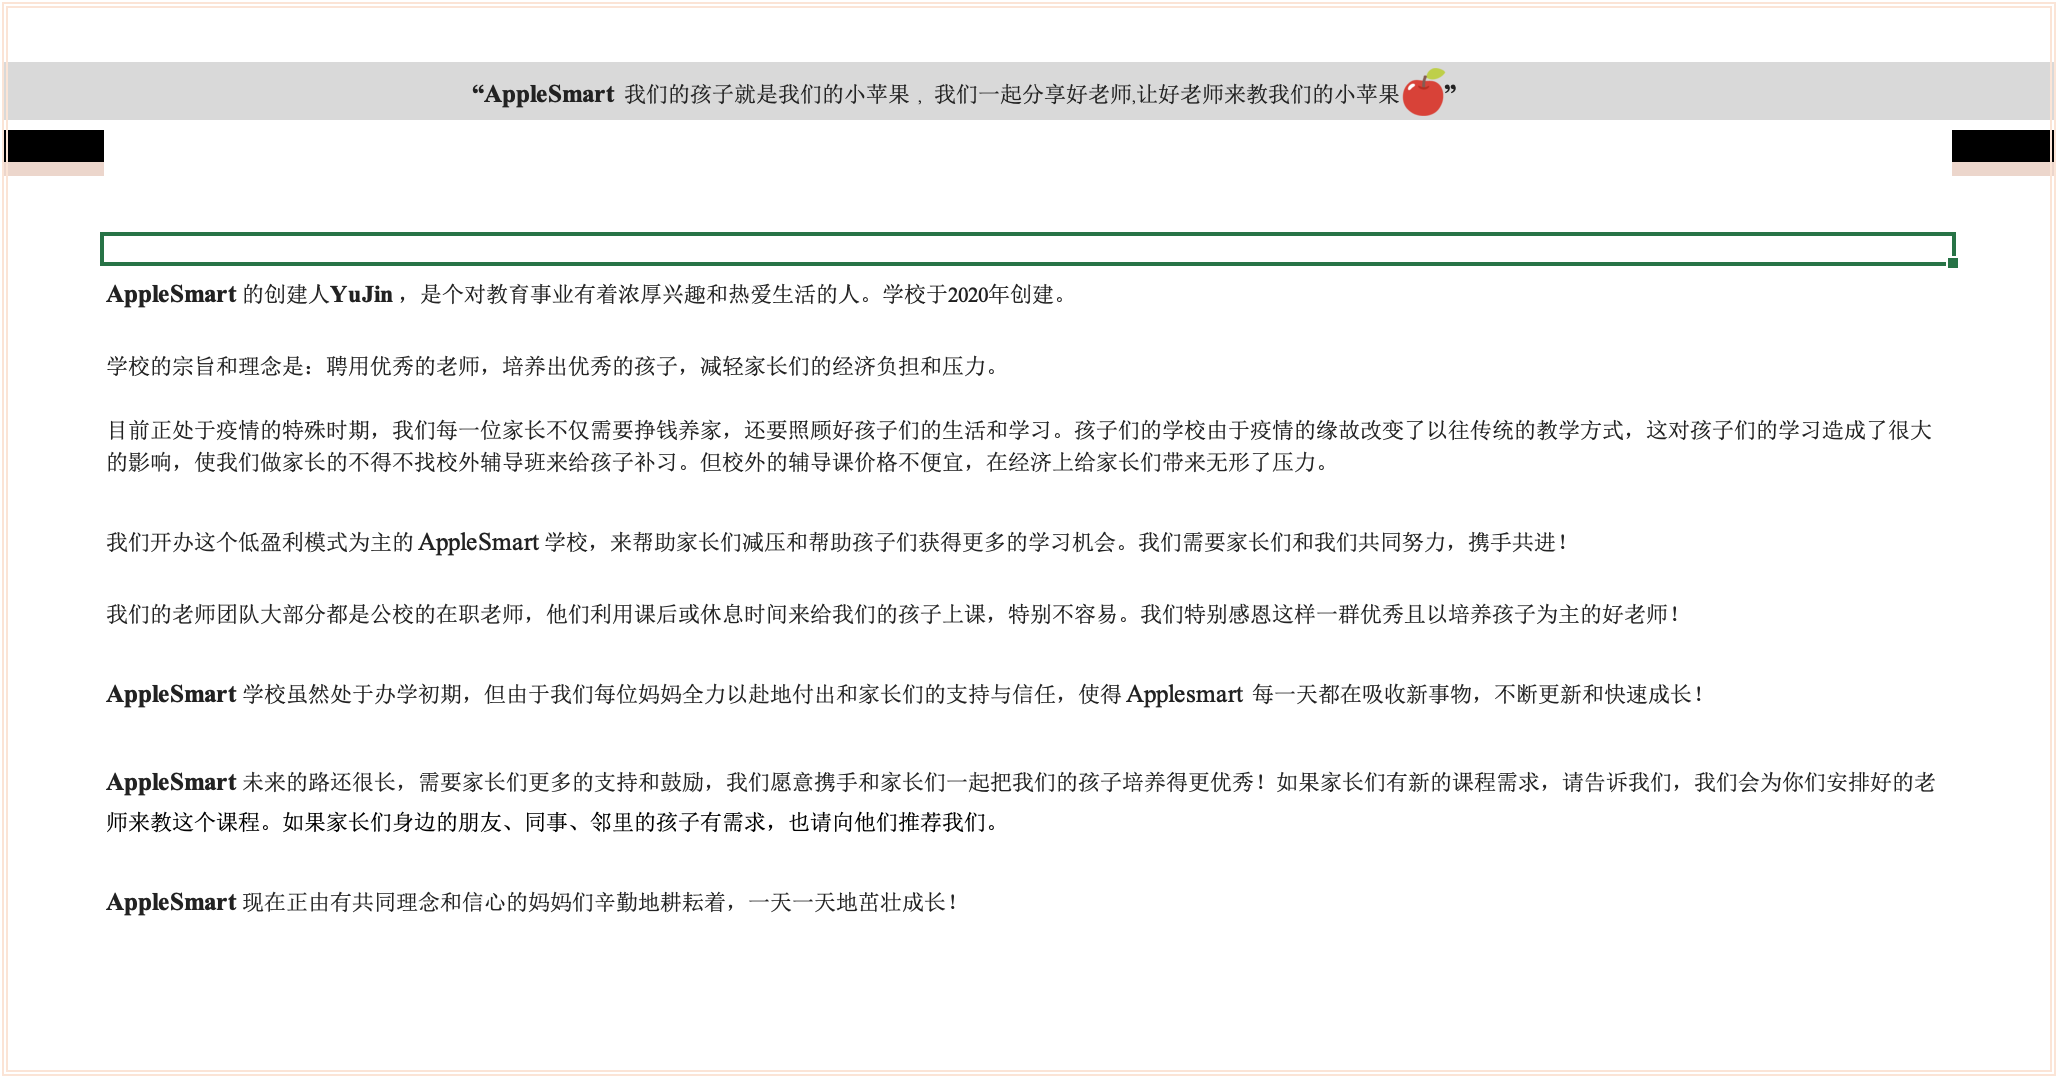 “AppleSmart 我们的孩子就是我们的小苹果 ,  我们一起分享好老师,让好老师来教我们的小苹果🍎”
AppleSmart 的创建人YuJin ，是个对教育事业有着浓厚兴趣和热爱生活的人。学校于2020年创建。
学校的宗旨和理念是：聘用优秀的老师，培养出优秀的孩子，减轻家长们的经济负担和压力。
目前正处于疫情的特殊时期，我们每一位家长不仅需要挣钱养家，还要照顾好孩子们的生活和学习。孩子们的学校由于疫情的缘故改变了以往传统的教学方式，这对孩子们的学习造成了很大
的影响，使我们做家长的不得不找校外辅导班来给孩子补习。但校外的辅导课价格不便宜，在经济上给家长们带来无形了压力。
我们开办这个低盈利模式为主的 AppleSmart 学校，来帮助家长们减压和帮助孩子们获得更多的学习机会。我们需要家长们和我们共同努力，携手共进！
我们的老师团队大部分都是公校的在职老师，他们利用课后或休息时间来给我们的孩子上课，特别不容易。我们特别感恩这样一群优秀且以培养孩子为主的好老师！
AppleSmart 学校虽然处于办学初期，但由于我们每位妈妈全力以赴地付出和家长们的支持与信任，使得 Applesmart 每一天都在吸收新事物，不断更新和快速成长！
AppleSmart 未来的路还很长，需要家长们更多的支持和鼓励，我们愿意携手和家长们一起把我们的孩子培养得更优秀！如果家长们有新的课程需求，请告诉我们，我们会为你们安排好的老
师来教这个课程。如果家长们身边的朋友、同事、邻里的孩子有需求，也请向他们推荐我们。
AppleSmart 现在正由有共同理念和信心的妈妈们辛勤地耕耘着，一天一天地茁壮成长！